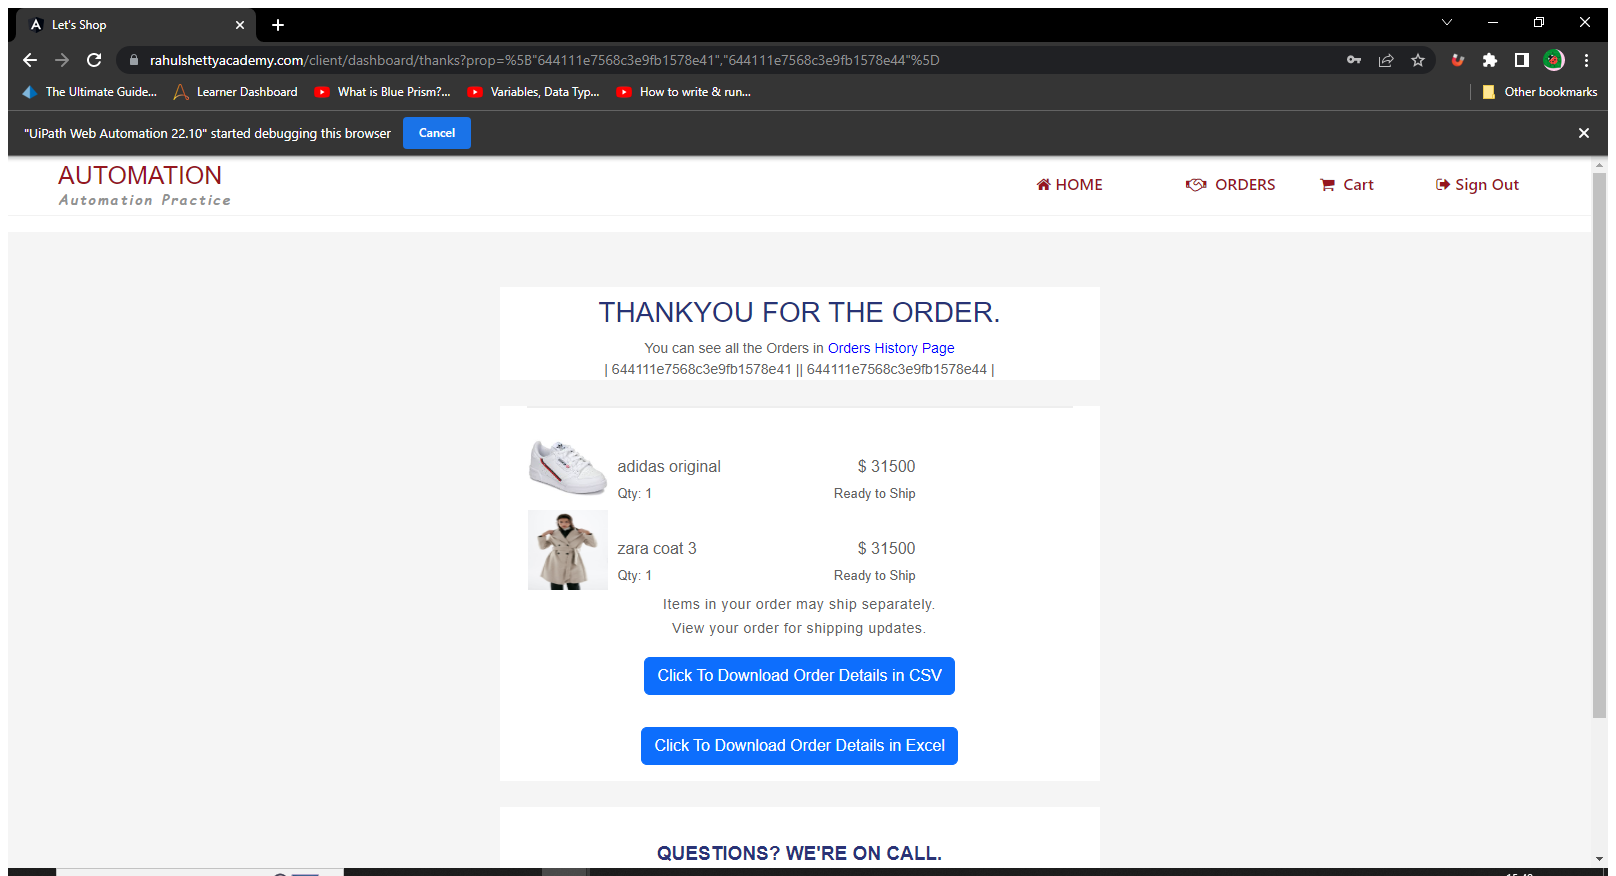 Let's Shop
rahulshettyacademy.com/client/dashboard/thanks?prop=%5B"644111e7568c3e9fb1578e41","644111e7568c3e9fb1578e44"%5D
The Ultimate Guide... Learner Dashboard What is Blue Prism?... Variables, Data Typ... How to write & run... Other bookmarks
"UiPath Web Automation 22.10" started debugging this browser Cancel
AUTOMATION
Automation Practice
HOME ORDERS Cart Sign Out
THANKYOU FOR THE ORDER.
You can see all the Orders in Orders History Page
| 644111e7568c3e9fb1578e41 || 644111e7568c3e9fb1578e44 |
adidas original $ 31500
Qty: 1 Ready to Ship
zara coat 3 $ 31500
Qty: 1 Ready to Ship
Items in your order may ship separately.
View your order for shipping updates.
Click To Download Order Details in CSV
Click To Download Order Details in Excel
QUESTIONS? WE'RE ON CALL.